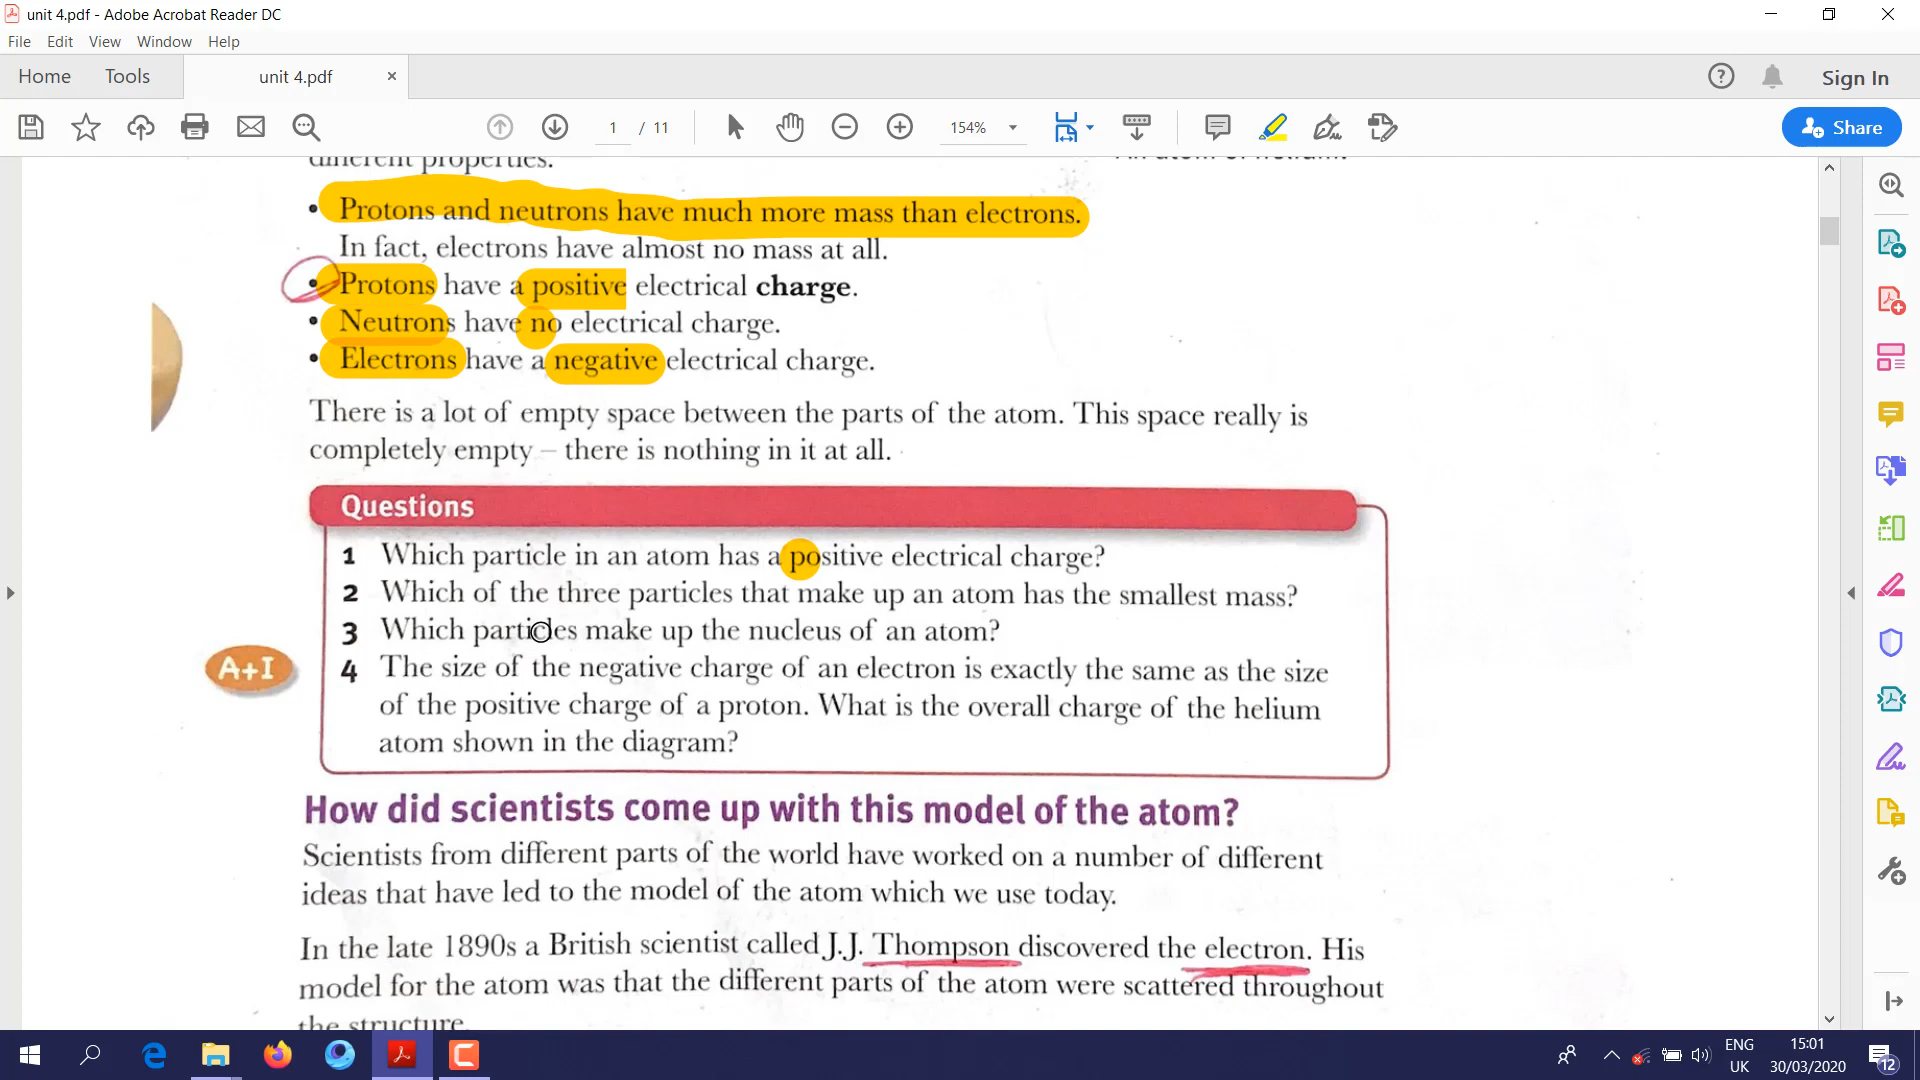 unit 4.pdf - Adobe Acrobat Reader DC
File Edit View Window Help
Home Tools unit 4.pdf × Sign In
1 / 11 154% Share
different properties. An atom of helium.
• Protons and neutrons have much more mass than electrons.
In fact, electrons have almost no mass at all.
• Protons have a positive electrical charge.
• Neutrons have no electrical charge.
• Electrons have a negative electrical charge.
There is a lot of empty space between the parts of the atom. This space really is
completely empty – there is nothing in it at all.
Questions
1 Which particle in an atom has a positive electrical charge?
2 Which of the three particles that make up an atom has the smallest mass?
3 Which particles make up the nucleus of an atom?
A+I
4 The size of the negative charge of an electron is exactly the same as the size
of the positive charge of a proton. What is the overall charge of the helium
atom shown in the diagram?
How did scientists come up with this model of the atom?
Scientists from different parts of the world have worked on a number of different
ideas that have led to the model of the atom which we use today.
In the late 1890s a British scientist called J.J. Thompson discovered the electron. His
model for the atom was that the different parts of the atom were scattered throughout
the structure.
ENG 15:01
UK 30/03/2020 12